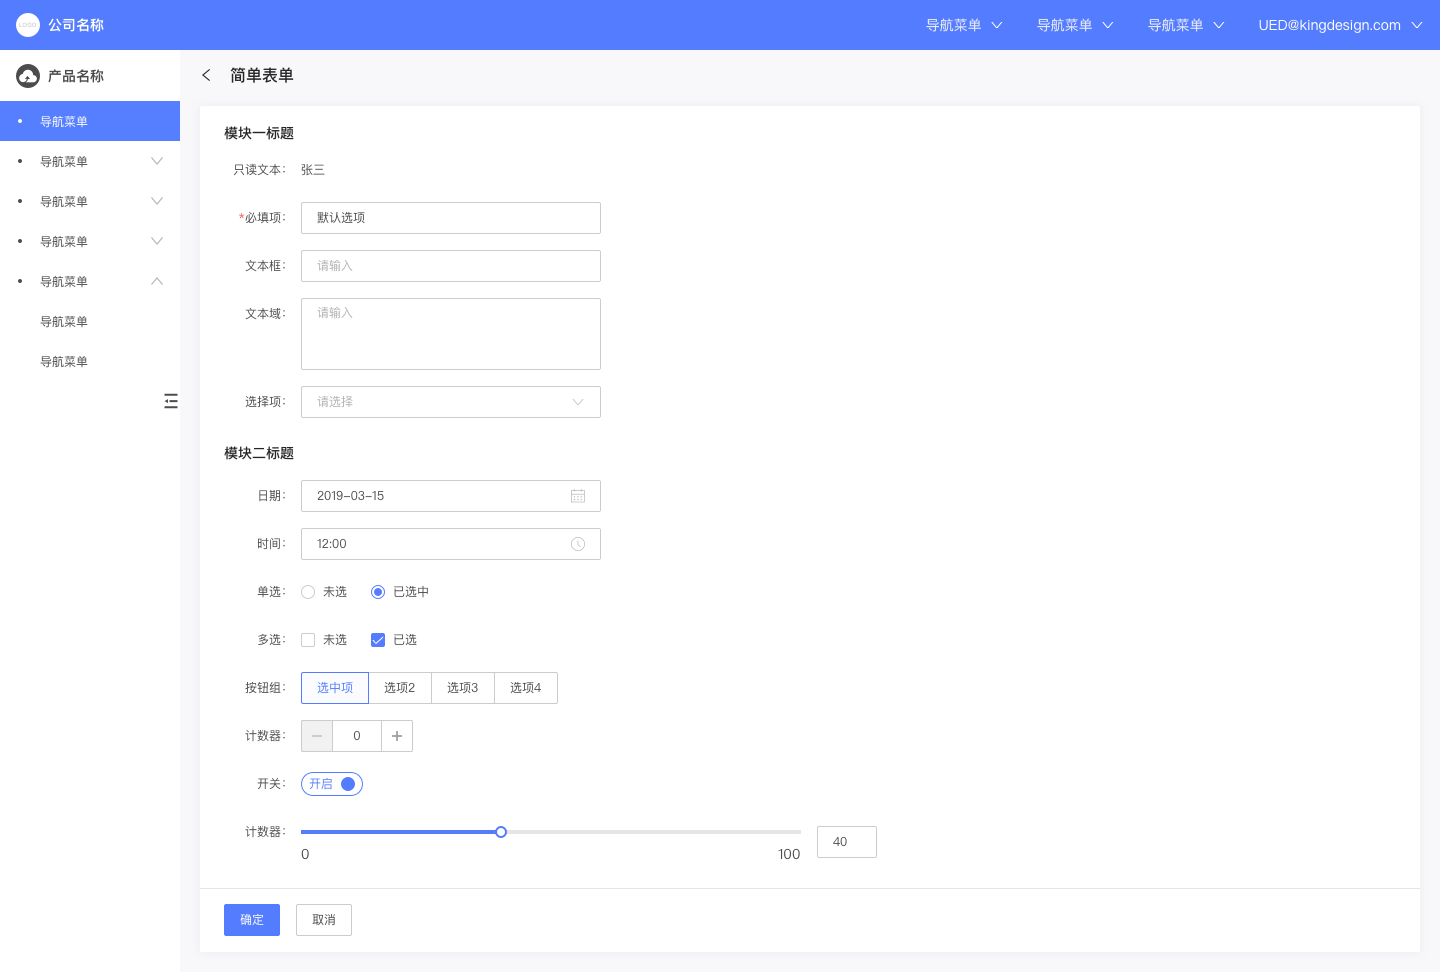 LOGO 公司名称 导航菜单 导航菜单 导航菜单 UED@kingdesign.com
产品名称
导航菜单
导航菜单
导航菜单
导航菜单
导航菜单
导航菜单
导航菜单
简单表单
模块一标题
只读文本： 张三
*必填项： 默认选项
文本框： 请输入
文本域： 请输入
选择项： 请选择
模块二标题
日期： 2019-03-15
时间： 12:00
单选： 未选 已选中
多选： 未选 已选
按钮组： 选中项 选项2 选项3 选项4
计数器： 0
开关： 开启
计数器： 40
0 100
确定 取消